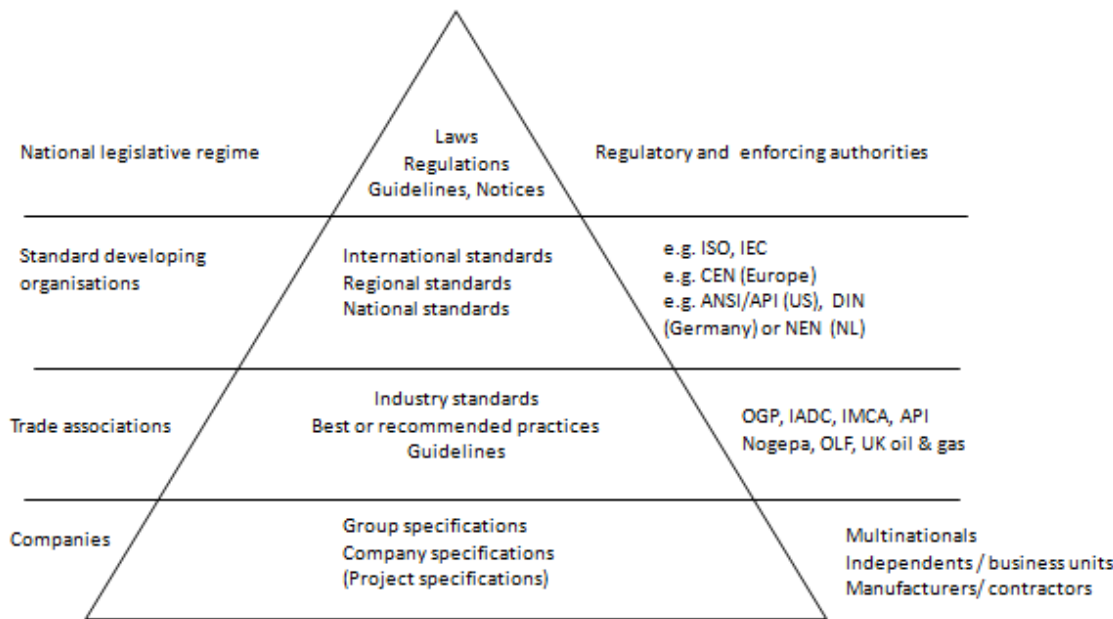 Laws
National legislative regime
Regulations
Regulatory and enforcing authorities
Guidelines, Notices
Standard developing
organisations
International standards
Regional standards
National standards
e.g. ISO, IEC
e.g. CEN (Europe)
e.g. ANSI/API (US), DIN
(Germany) or NEN (NL)
Trade associations
Industry standards
Best or recommended practices
Guidelines
OGP, IADC, IMCA, API
Nogepa, OLF, UK oil & gas
Companies
Group specifications
Company specifications
(Project specifications)
Multinationals
Independents / business units
Manufacturers/ contractors